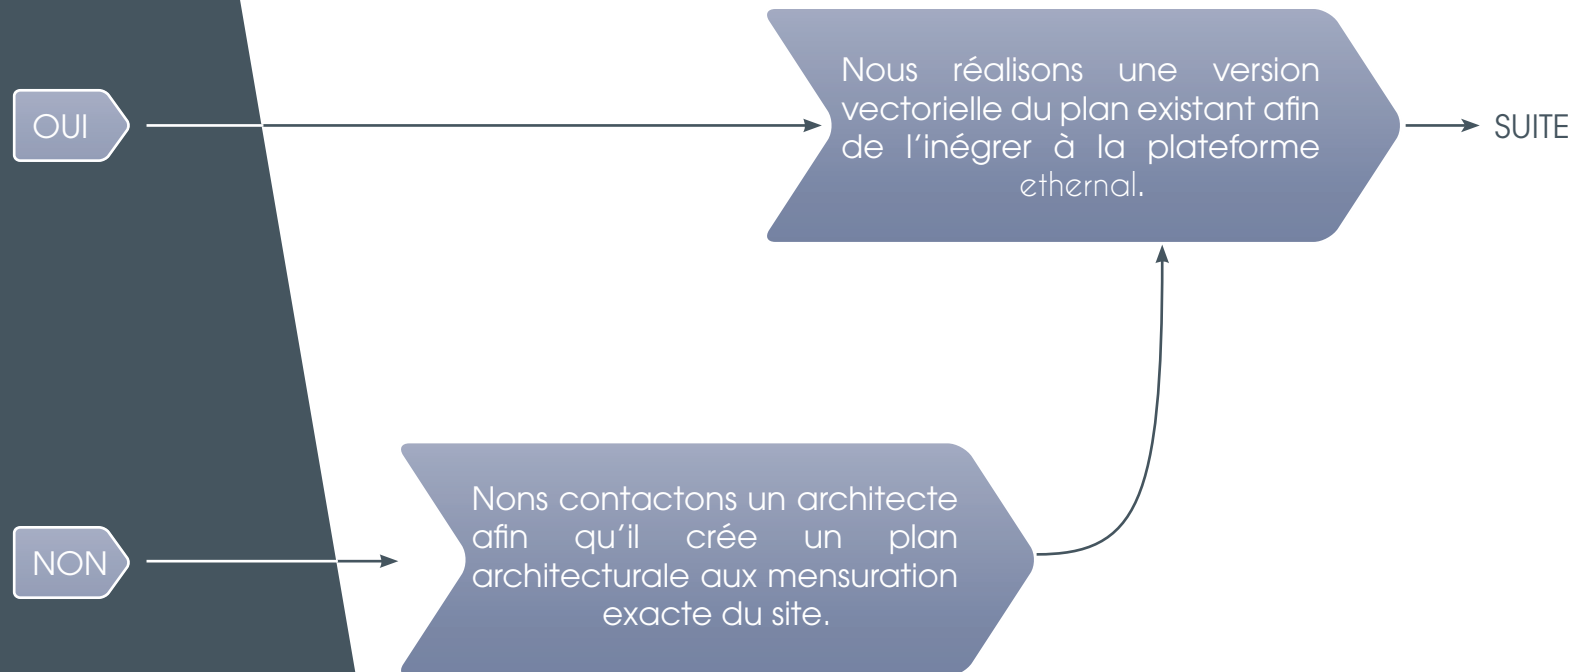 OUI
Nous réalisons une version
vectorielle du plan existant afin
de l'inégrer à la plateforme
ethernal.
SUITE
NON
Nons contactons un architecte
afin qu'il crée un plan
architecturale aux mensuration
exacte du site.